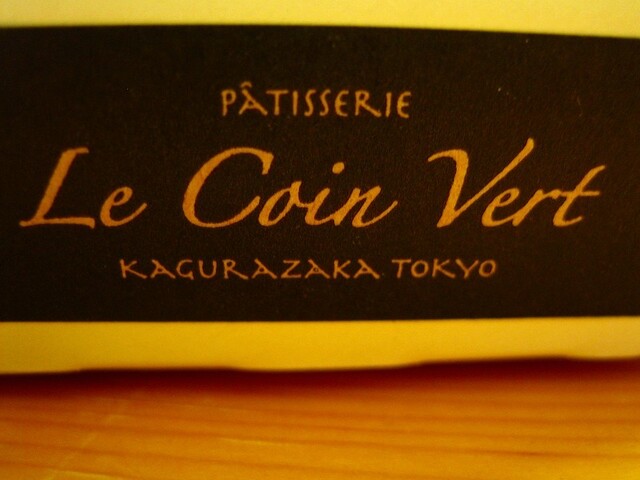 PÂTISSERIE
Le Coin Vert
KAGURAZAKA TOKYO